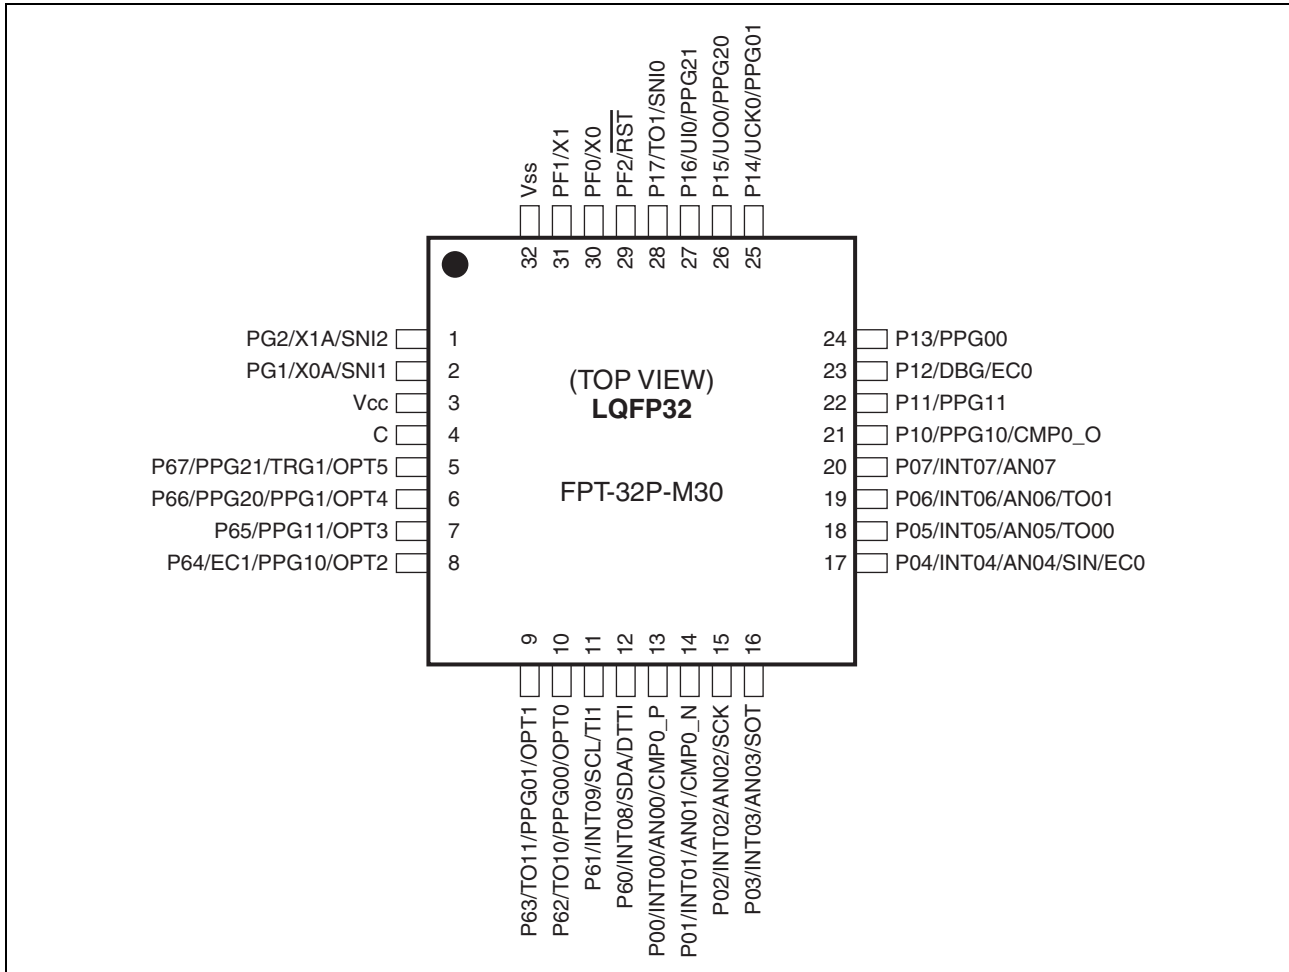 Vss
PF1/X1
PF0/X0
PF2/RST
P17/TO1/SNI0
P16/UI0/PPG21
P15/UO0/PPG20
P14/UCK0/PPG01
32
31
30
29
28
27
26
25
PG2/X1A/SNI2
1
PG1/X0A/SNI1
2
Vcc
3
C
4
P67/PPG21/TRG1/OPT5
5
P66/PPG20/PPG1/OPT4
6
P65/PPG11/OPT3
7
P64/EC1/PPG10/OPT2
8
(TOP VIEW)
LQFP32
FPT-32P-M30
24
P13/PPG00
23
P12/DBG/EC0
22
P11/PPG11
21
P10/PPG10/CMP0_O
20
P07/INT07/AN07
19
P06/INT06/AN06/TO01
18
P05/INT05/AN05/TO00
17
P04/INT04/AN04/SIN/EC0
9
10
11
12
13
14
15
16
P63/TO11/PPG01/OPT1
P62/TO10/PPG00/OPT0
P61/INT09/SCL/TI1
P60/INT08/SDA/DTTI
P00/INT00/AN00/CMP0_P
P01/INT01/AN01/CMP0_N
P02/INT02/AN02/SCK
P03/INT03/AN03/SOT